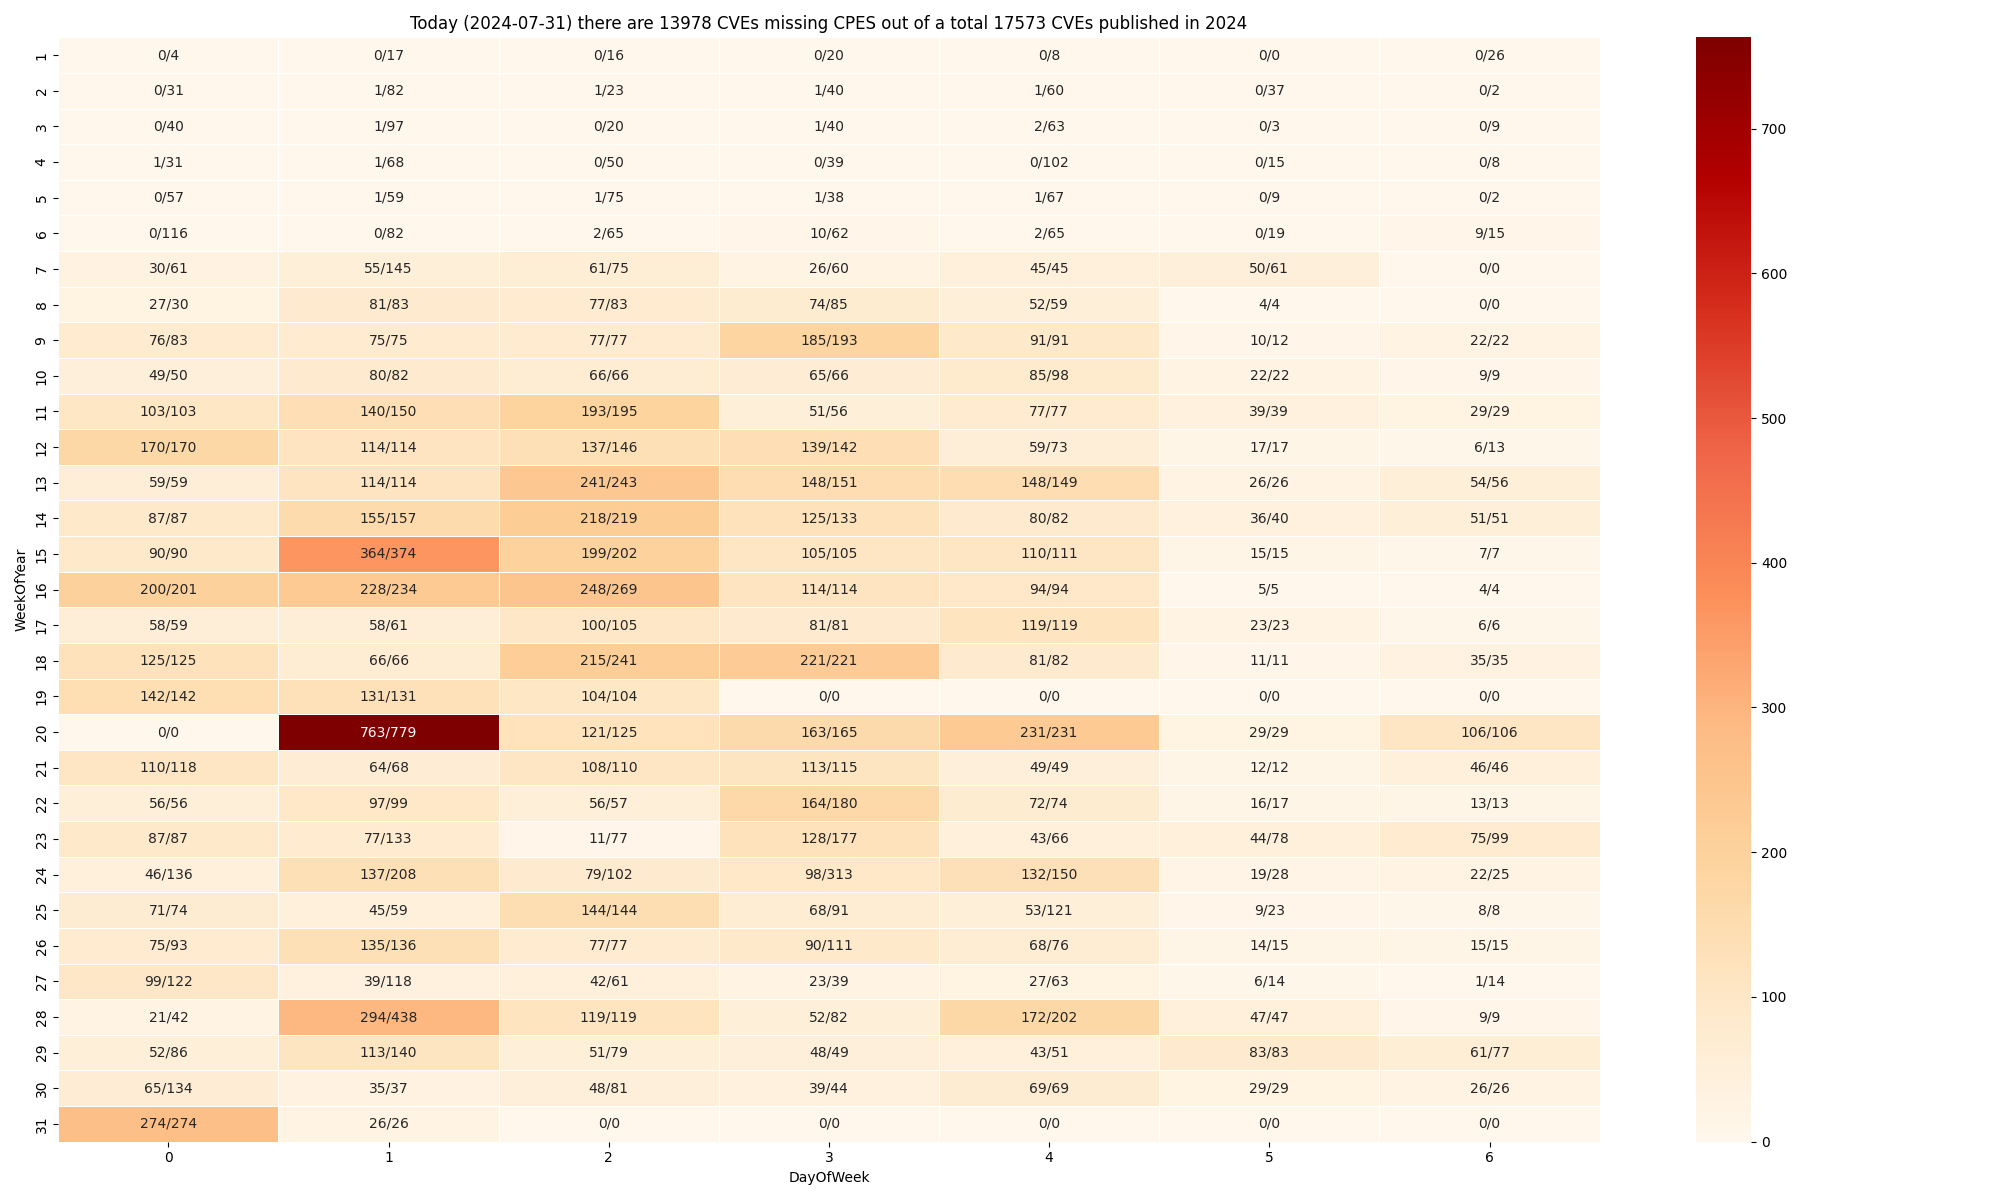 Today (2024-07-31) there are 13978 CVEs missing CPES out of a total 17573 CVEs published in 2024
WeekOfYear
1 0/4 0/17 0/16 0/20 0/8 0/0 0/26
2 0/31 1/82 1/23 1/40 1/60 0/37 0/2
3 0/40 1/97 0/20 1/40 2/63 0/3 0/9
4 1/31 1/68 0/50 0/39 0/102 0/15 0/8
5 0/57 1/59 1/75 1/38 1/67 0/9 0/2
6 0/116 0/82 2/65 10/62 2/65 0/19 9/15
7 30/61 55/145 61/75 26/60 45/45 50/61 0/0
8 27/30 81/83 77/83 74/85 52/59 4/4 0/0
9 76/83 75/75 77/77 185/193 91/91 10/12 22/22
10 49/50 80/82 66/66 65/66 85/98 22/22 9/9
11 103/103 140/150 193/195 51/56 77/77 39/39 29/29
12 170/170 114/114 137/146 139/142 59/73 17/17 6/13
13 59/59 114/114 241/243 148/151 148/149 26/26 54/56
14 87/87 155/157 218/219 125/133 80/82 36/40 51/51
15 90/90 364/374 199/202 105/105 110/111 15/15 7/7
16 200/201 228/234 248/269 114/114 94/94 5/5 4/4
17 58/59 58/61 100/105 81/81 119/119 23/23 6/6
18 125/125 66/66 215/241 221/221 81/82 11/11 35/35
19 142/142 131/131 104/104 0/0 0/0 0/0 0/0
20 0/0 763/779 121/125 163/165 231/231 29/29 106/106
21 110/118 64/68 108/110 113/115 49/49 12/12 46/46
22 56/56 97/99 56/57 164/180 72/74 16/17 13/13
23 87/87 77/133 11/77 128/177 43/66 44/78 75/99
24 46/136 137/208 79/102 98/313 132/150 19/28 22/25
25 71/74 45/59 144/144 68/91 53/121 9/23 8/8
26 75/93 135/136 77/77 90/111 68/76 14/15 15/15
27 99/122 39/118 42/61 23/39 27/63 6/14 1/14
28 21/42 294/438 119/119 52/82 172/202 47/47 9/9
29 52/86 113/140 51/79 48/49 43/51 83/83 61/77
30 65/134 35/37 48/81 39/44 69/69 29/29 26/26
31 274/274 26/26 0/0 0/0 0/0 0/0 0/0
0 1 2 3 4 5 6
DayOfWeek
700
600
500
400
300
200
100
0